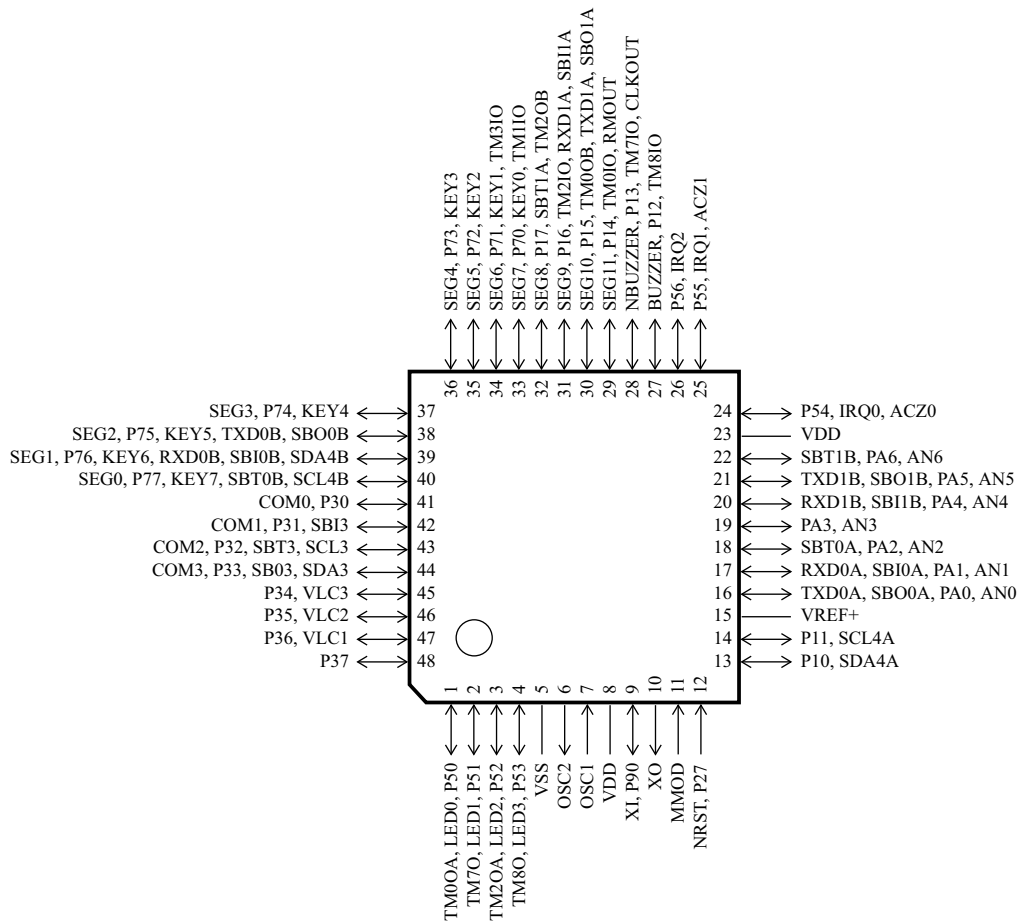 SEG4, P73, KEY3
SEG5, P72, KEY2
SEG6, P71, KEY1, TM3IO
SEG7, P70, KEY0, TM1IO
SEG8, P17, SBT1A, TM2OB
SEG9, P16, TM2IO, RXD1A, SBI1A
SEG10, P15, TM0OB, TXD1A, SBO1A
SEG11, P14, TM0IO, RMOUT
NBUZZER, P13, TM7IO, CLKOUT
BUZZER, P12, TM8IO
P56, IRQ2
P55, IRQ1, ACZ1
36
35
34
33
32
31
30
29
28
27
26
25
SEG3, P74, KEY4
37
24
P54, IRQ0, ACZ0
SEG2, P75, KEY5, TXD0B, SBO0B
38
23
VDD
SEG1, P76, KEY6, RXD0B, SBI0B, SDA4B
39
22
SBT1B, PA6, AN6
SEG0, P77, KEY7, SBT0B, SCL4B
40
21
TXD1B, SBO1B, PA5, AN5
COM0, P30
41
20
RXD1B, SBI1B, PA4, AN4
COM1, P31, SBI3
42
19
PA3, AN3
COM2, P32, SBT3, SCL3
43
18
SBT0A, PA2, AN2
COM3, P33, SB03, SDA3
44
17
RXD0A, SBI0A, PA1, AN1
P34, VLC3
45
16
TXD0A, SBO0A, PA0, AN0
P35, VLC2
46
15
VREF+
P36, VLC1
47
14
P11, SCL4A
P37
48
13
P10, SDA4A
1
2
3
4
5
6
7
8
9
10
11
12
TM0OA, LED0, P50
TM7O, LED1, P51
TM2OA, LED2, P52
TM8O, LED3, P53
VSS
OSC2
OSC1
VDD
XI, P90
XO
MMOD
NRST, P27